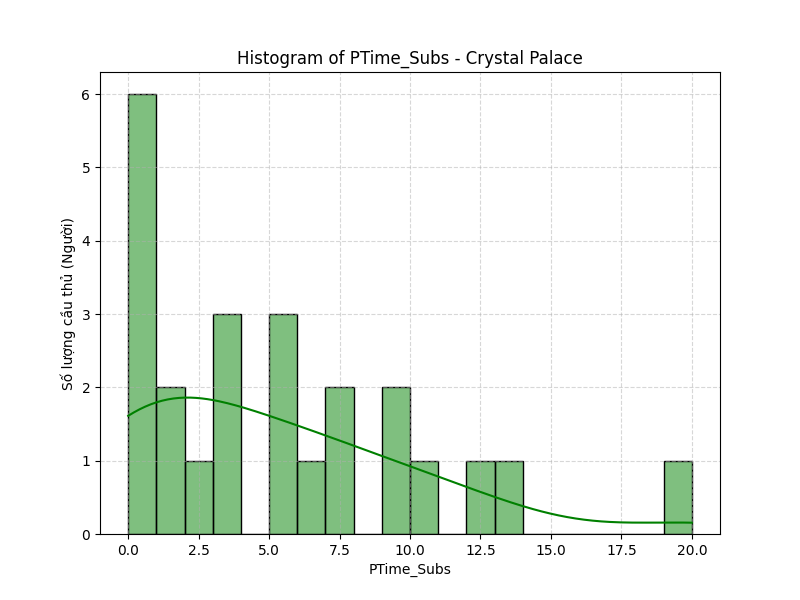 Histogram of PTime_Subs - Crystal Palace
Số lượng cầu thủ (Người)
6
5
4
3
2
1
0
0.0 2.5 5.0 7.5 10.0 12.5 15.0 17.5 20.0
PTime_Subs